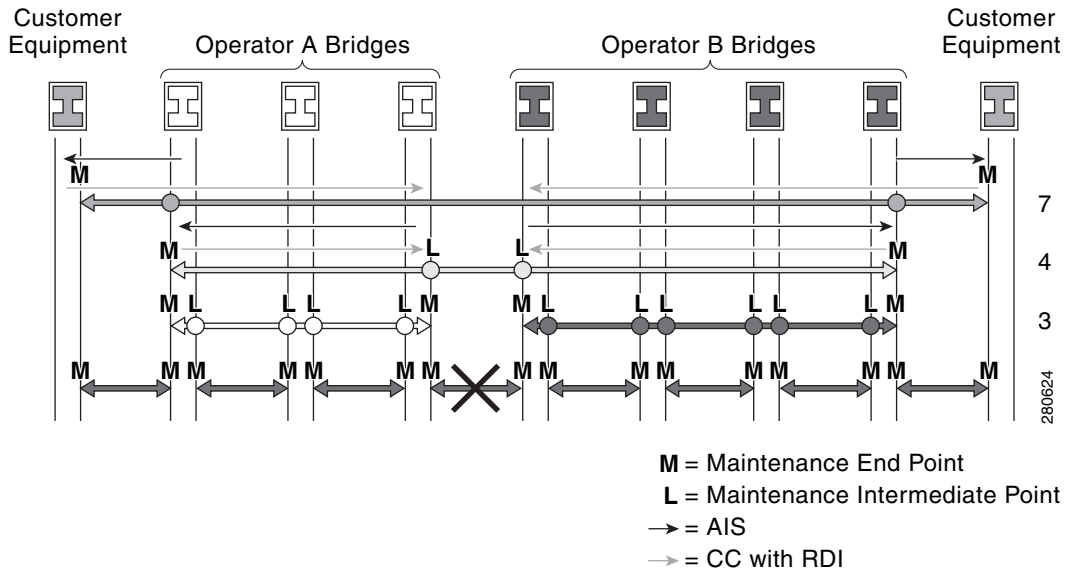 Customer
Equipment
Operator A Bridges
Operator B Bridges
Customer
Equipment
M M
7
M L L M
4
M L L L L M M L L L L L L M
3
M M M M M M M M M M M M M M M M
280624
M = Maintenance End Point
L = Maintenance Intermediate Point
= AIS
= CC with RDI